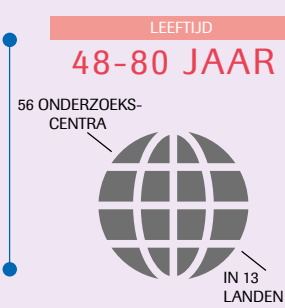 LEEFTIJD
48-80 JAAR
56 ONDERZOEKS-
CENTRA
IN 13
LANDEN